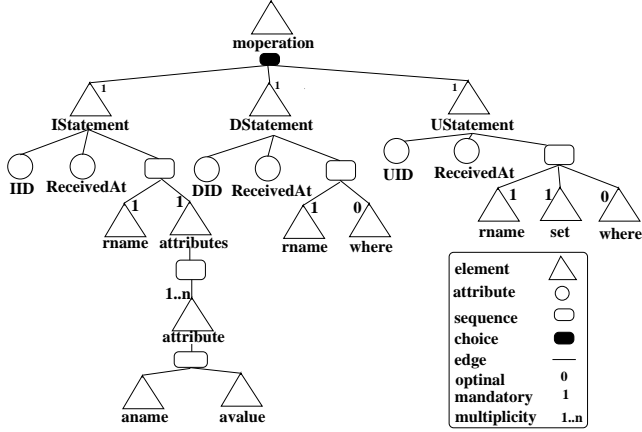 moperation
1 1 1
IStatement DStatement UStatement
IID ReceivedAt DID ReceivedAt UID ReceivedAt
1 1 1 0 1 1 0
rname attributes rname where rname set where
1..n
attribute
aname avalue
element
attribute
sequence
choice
edge
optinal 0
mandatory 1
multiplicity 1..n